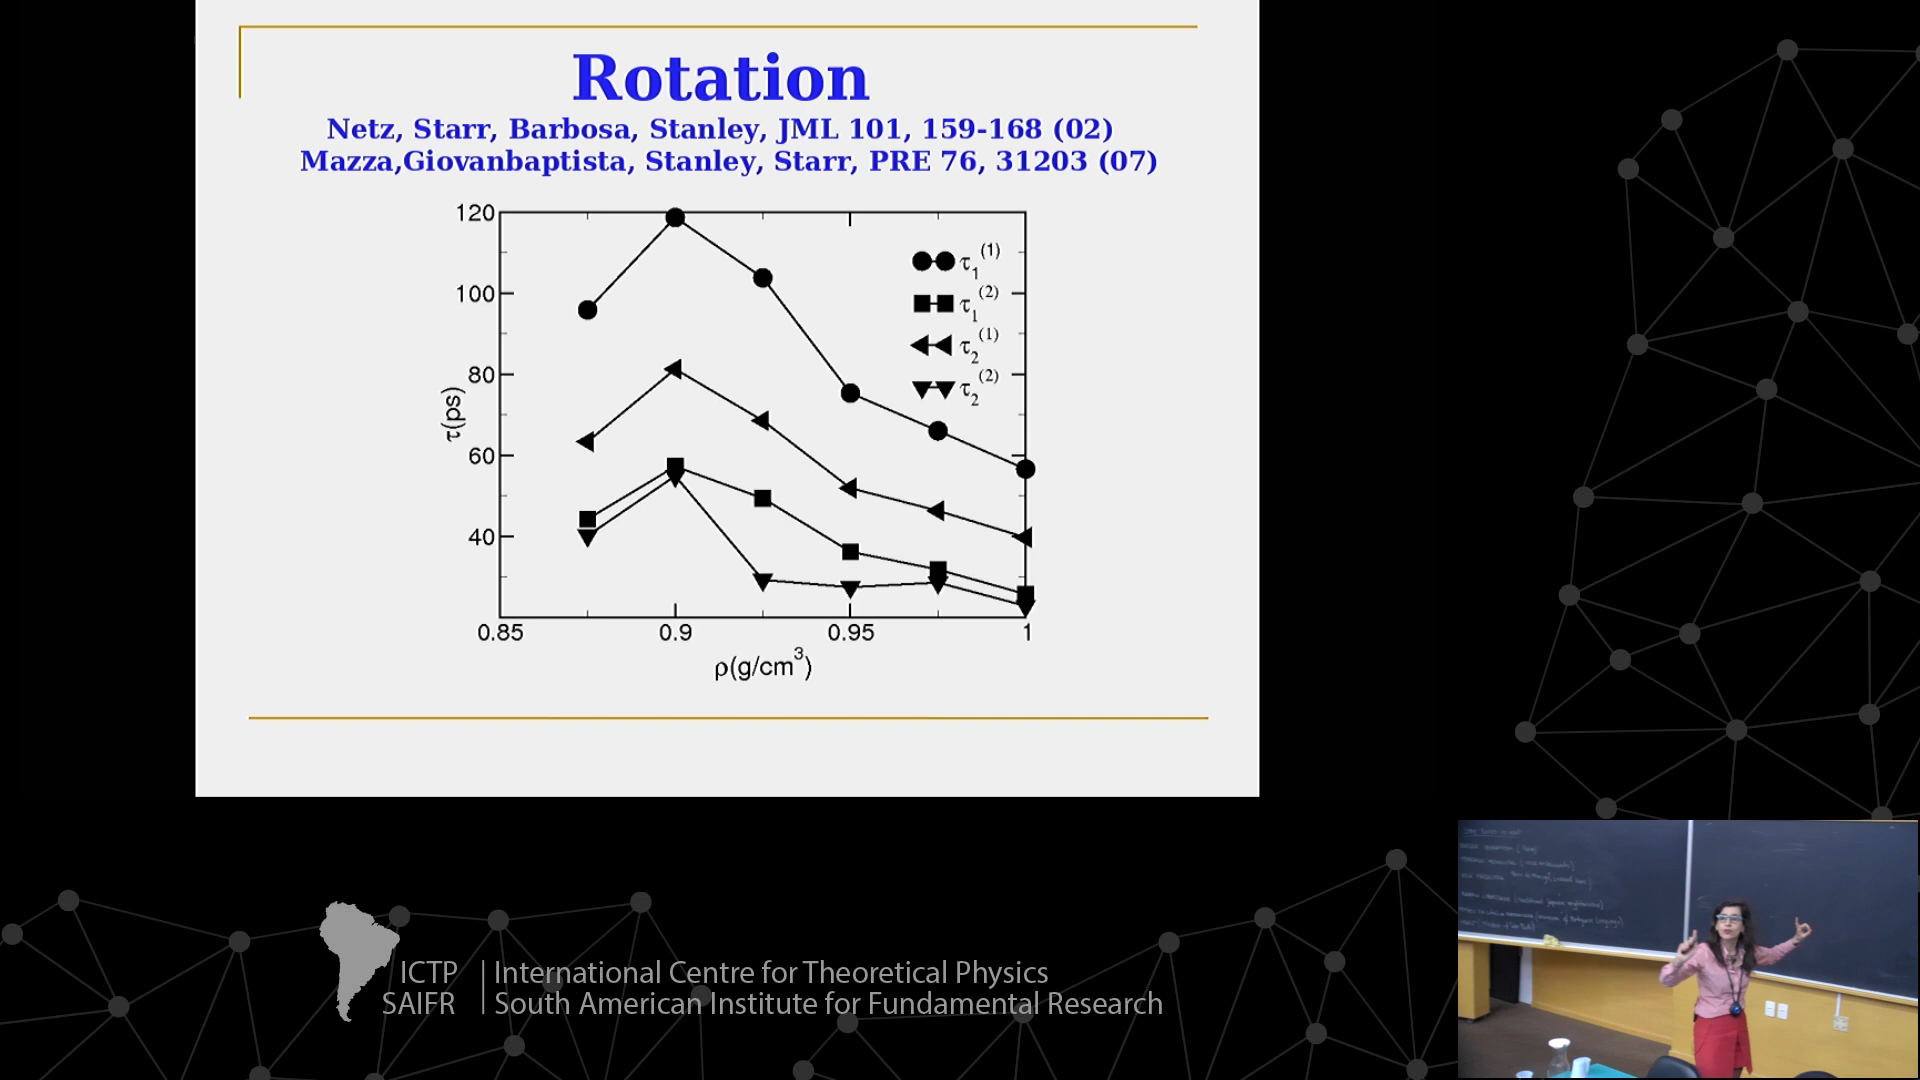 Rotation
Netz, Starr, Barbosa, Stanley, JML 101, 159-168 (02)
Mazza,Giovanbaptista, Stanley, Starr, PRE 76, 31203 (07)
120
100
80
60
40
τ(ps)
τ₁⁽¹⁾
τ₁⁽²⁾
τ₂⁽¹⁾
τ₂⁽²⁾
0.85 0.9 0.95 1
ρ(g/cm³)
ICTP International Centre for Theoretical Physics
SAIFR South American Institute for Fundamental Research